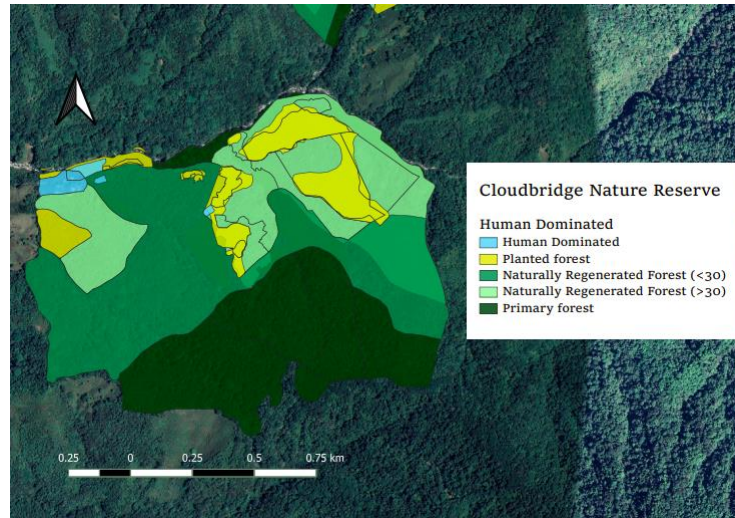 Cloudbridge Nature Reserve
Human Dominated
Human Dominated
Planted forest
Naturally Regenerated Forest (<30)
Naturally Regenerated Forest (>30)
Primary forest
0.25 0 0.25 0.5 0.75 km